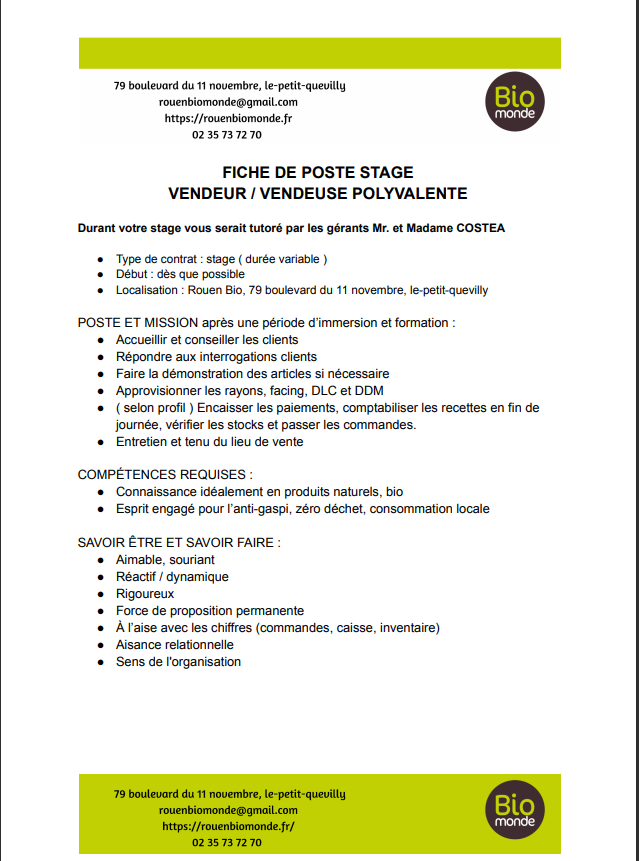 79 boulevard du 11 novembre, le-petit-quevilly
rouenbiomonde@gmail.com
https://rouenbiomonde.fr
02 35 73 72 70
Bio
monde
FICHE DE POSTE STAGE
VENDEUR / VENDEUSE POLYVALENTE
Durant votre stage vous serait tutoré par les gérants Mr. et Madame COSTEA
● Type de contrat : stage ( durée variable )
● Début : dès que possible
● Localisation : Rouen Bio, 79 boulevard du 11 novembre, le-petit-quevilly
POSTE ET MISSION après une période d’immersion et formation :
● Accueillir et conseiller les clients
● Répondre aux interrogations clients
● Faire la démonstration des articles si nécessaire
● Approvisionner les rayons, facing, DLC et DDM
● ( selon profil ) Encaisser les paiements, comptabiliser les recettes en fin de
journée, vérifier les stocks et passer les commandes.
● Entretien et tenu du lieu de vente
COMPÉTENCES REQUISES :
● Connaissance idéalement en produits naturels, bio
● Esprit engagé pour l’anti-gaspi, zéro déchet, consommation locale
SAVOIR ÊTRE ET SAVOIR FAIRE :
● Aimable, souriant
● Réactif / dynamique
● Rigoureux
● Force de proposition permanente
● À l’aise avec les chiffres (commandes, caisse, inventaire)
● Aisance relationnelle
● Sens de l'organisation
79 boulevard du 11 novembre, le-petit-quevilly
rouenbiomonde@gmail.com
https://rouenbiomonde.fr/
02 35 73 72 70
Bio
monde